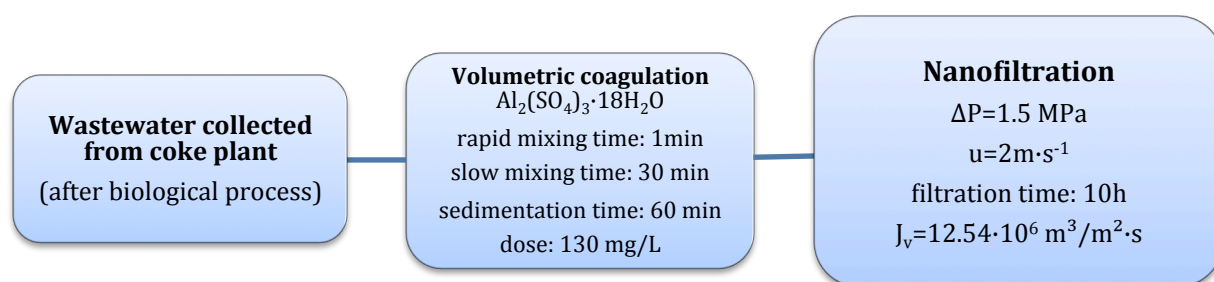 Wastewater collected
from coke plant
(after biological process)
Volumetric coagulation
Al₂(SO₄)₃·18H₂O
rapid mixing time: 1min
slow mixing time: 30 min
sedimentation time: 60 min
dose: 130 mg/L
Nanofiltration
ΔP=1.5 MPa
u=2m·s⁻¹
filtration time: 10h
Jᵥ=12.54·10⁶ m³/m²·s